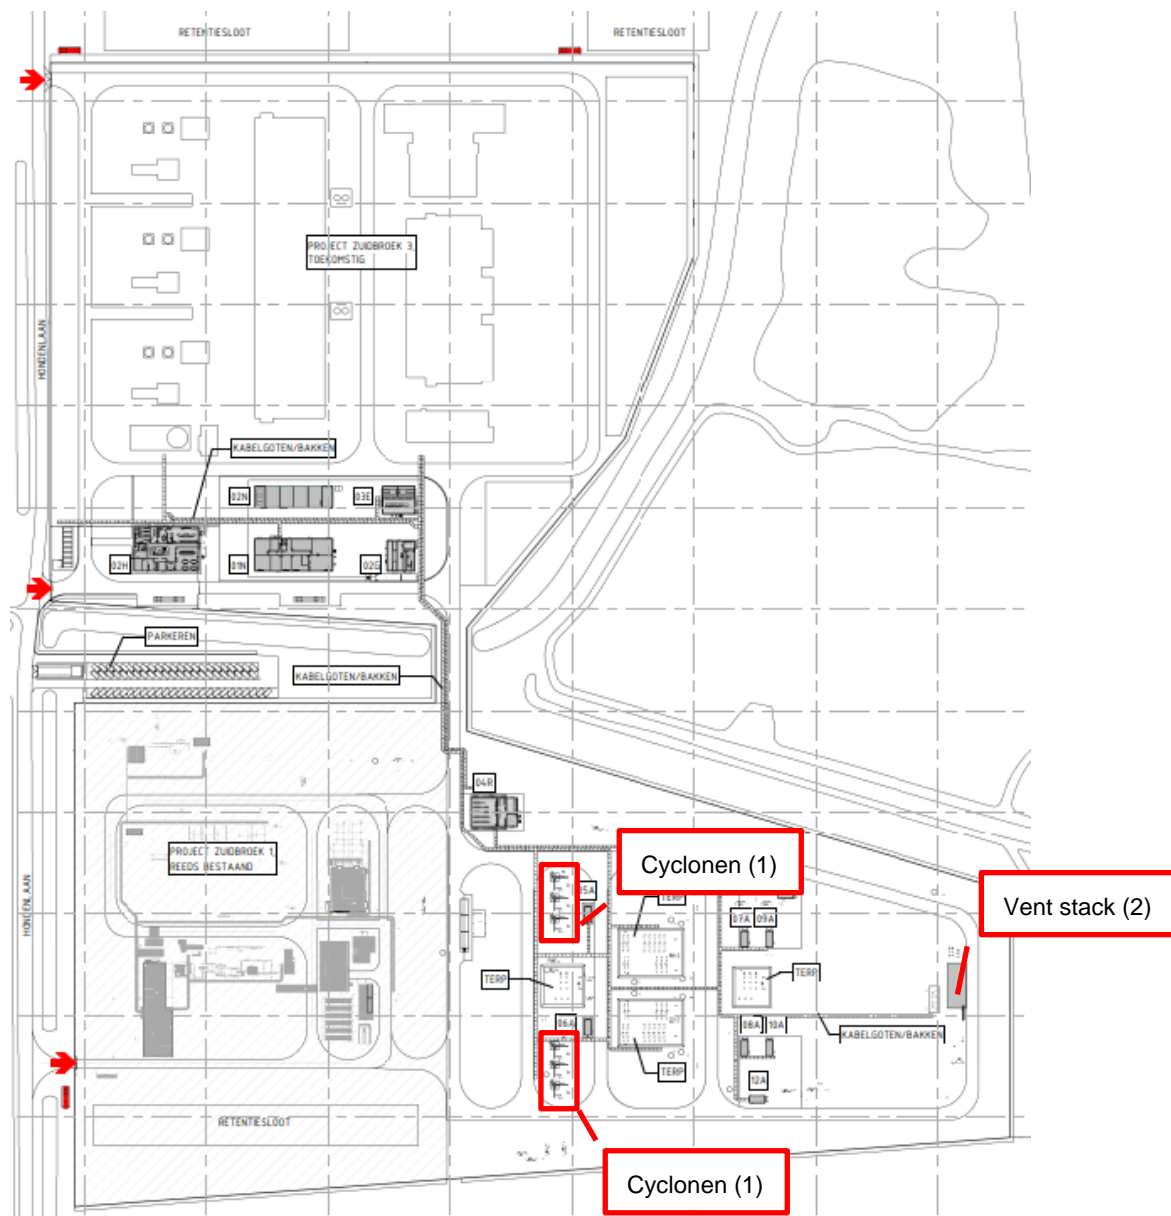 RETENTIESLOOT
RETENTIESLOOT
PROJECT ZUIDBROEK 3,
TOEKOMSTIG
HONDENLAAN
KABELGOTEN/BAKKEN
02N
03E
02H
01N
02G
PARKEREN
KABELGOTEN/BAKKEN
04R
PROJECT ZUIDBROEK 1,
REEDS BESTAAND
HONDENLAAN
Cyclonen (1)
05A
TERP
Vent stack (2)
07A
09A
TERP
TERP
06A
08A
10A
KABELGOTEN/BAKKEN
TERP
12A
RETENTIESLOOT
Cyclonen (1)